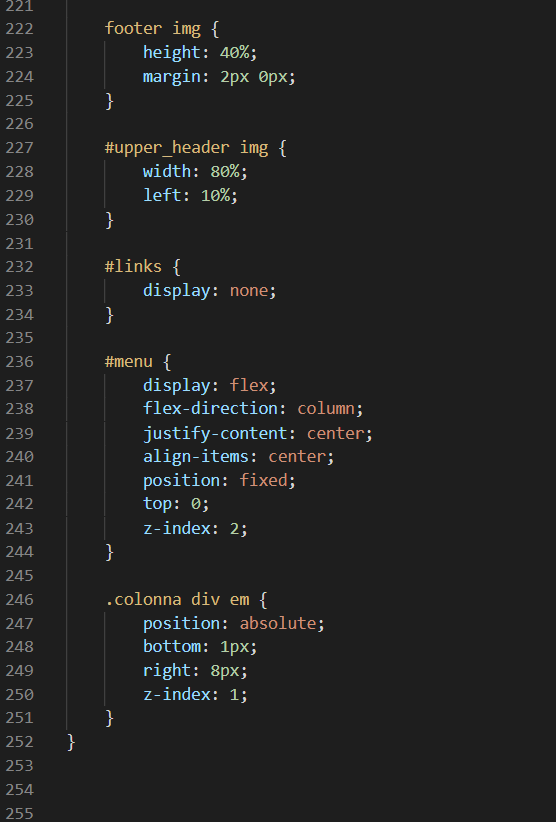 221
222 footer img {
223 height: 40%;
224 margin: 2px 0px;
225 }
226
227 #upper_header img {
228 width: 80%;
229 left: 10%;
230 }
231
232 #links {
233 display: none;
234 }
235
236 #menu {
237 display: flex;
238 flex-direction: column;
239 justify-content: center;
240 align-items: center;
241 position: fixed;
242 top: 0;
243 z-index: 2;
244 }
245
246 .colonna div em {
247 position: absolute;
248 bottom: 1px;
249 right: 8px;
250 z-index: 1;
251 }
252 }
253
254
255